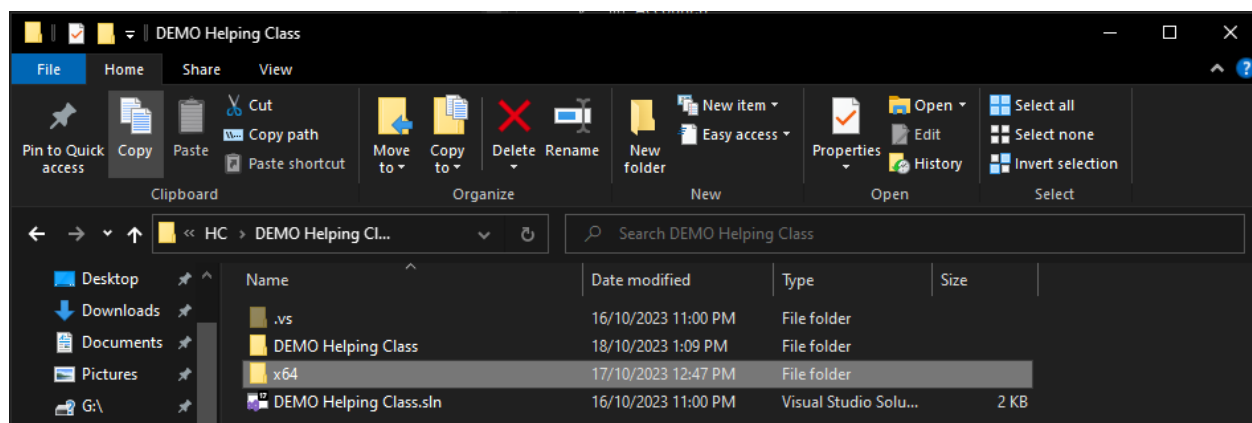 DEMO Helping Class
File Home Share View
Pin to Quick access
Copy
Paste
Cut
Copy path
Paste shortcut
Clipboard
Move to
Copy to
Delete
Rename
Organize
New folder
New item
Easy access
New
Properties
Open
Edit
History
Open
Select all
Select none
Invert selection
Select
« HC > DEMO Helping Cl...
Search DEMO Helping Class
Desktop
Downloads
Documents
Pictures
G:\
Name Date modified Type Size
.vs 16/10/2023 11:00 PM File folder
DEMO Helping Class 18/10/2023 1:09 PM File folder
x64 17/10/2023 12:47 PM File folder
DEMO Helping Class.sln 16/10/2023 11:00 PM Visual Studio Solu... 2 KB